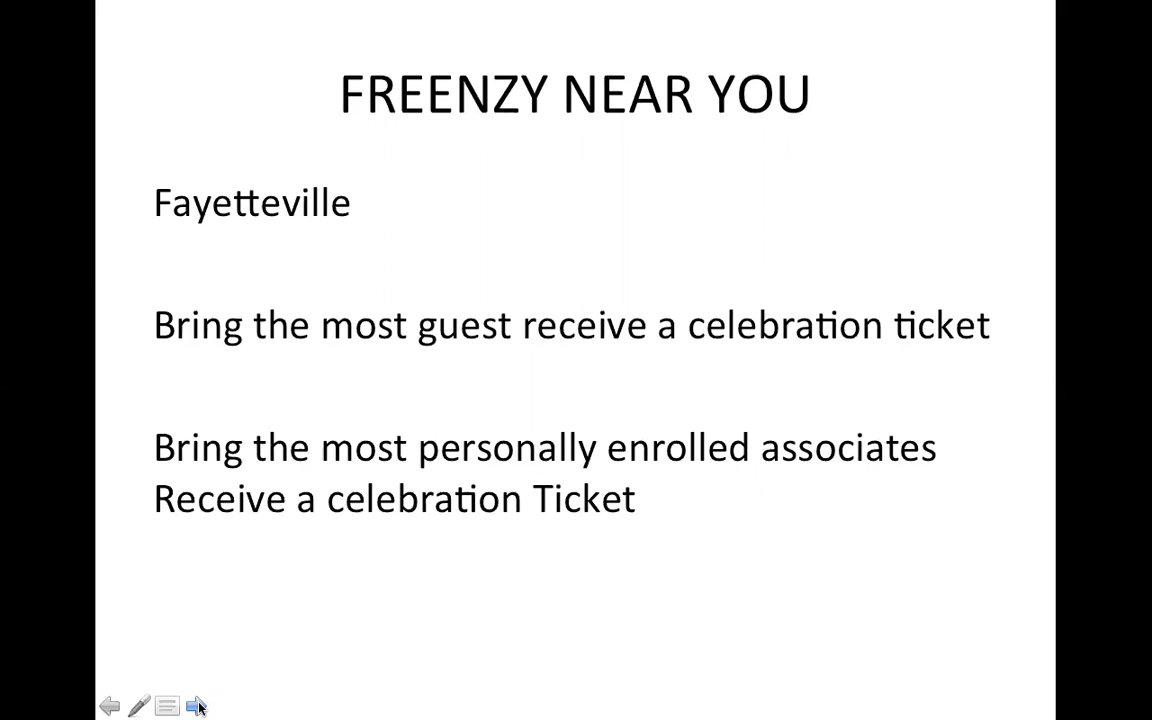 FREENZY NEAR YOU
Fayetteville
Bring the most guest receive a celebration ticket
Bring the most personally enrolled associates
Receive a celebration Ticket